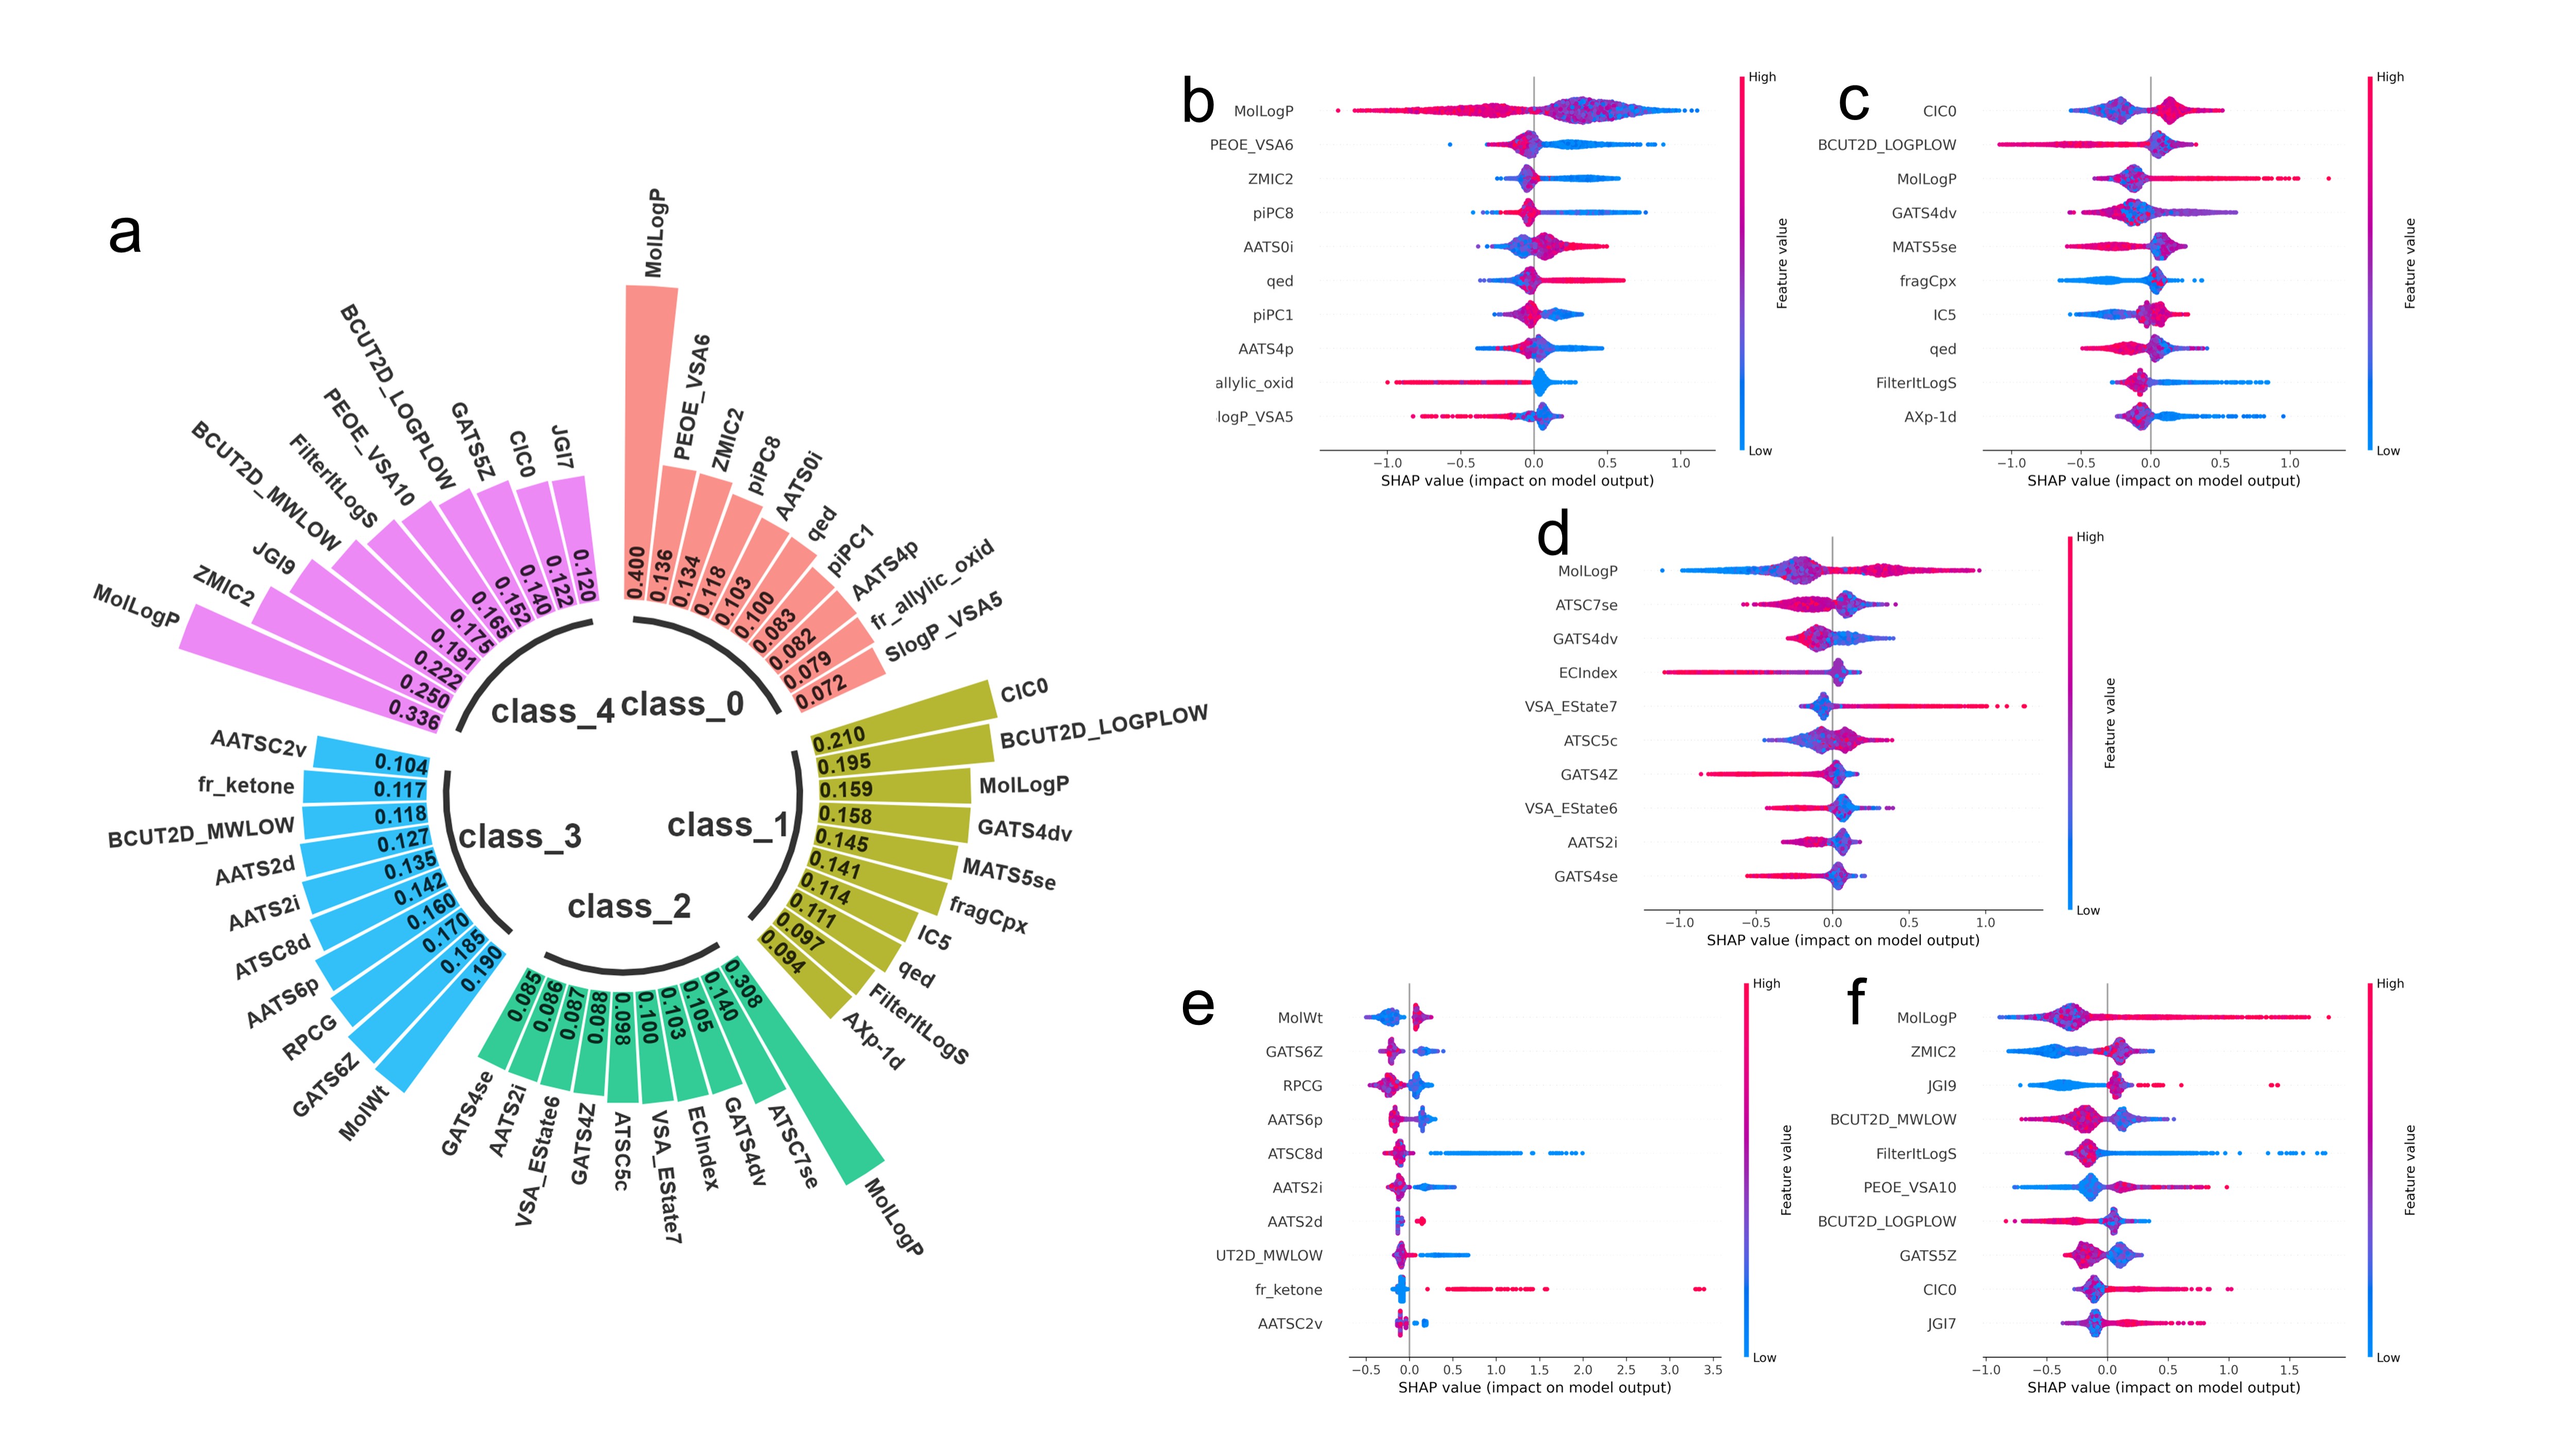 a
MolLogP
PEOE_VSA6
ZMIC2
piPC8
AATS0i
qed
piPC1
AATS4p
fr_allylic_oxid
SlogP_VSA5
0.400
0.136
0.134
0.118
0.103
0.100
0.083
0.082
0.079
0.072
class_0
CIC0
BCUT2D_LOGPLOW
MolLogP
GATS4dv
MATS5se
fragCpx
IC5
qed
FilterItLogS
AXp-1d
0.210
0.195
0.159
0.158
0.145
0.141
0.114
0.111
0.097
0.094
class_1
MolLogP
ATSC7se
GATS4dv
ECIndex
VSA_EState7
ATSC5c
GATS4Z
VSA_EState6
AATS2i
GATS4se
0.308
0.140
0.105
0.103
0.100
0.098
0.088
0.087
0.086
0.085
class_2
MolWt
GATS6Z
RPCG
AATS6p
ATSC8d
AATS2i
AATS2d
BCUT2D_MWLOW
fr_ketone
AATSC2v
0.190
0.185
0.170
0.160
0.142
0.135
0.127
0.118
0.117
0.104
class_3
MolLogP
ZMIC2
JGI9
BCUT2D_MWLOW
FilterItLogS
PEOE_VSA10
BCUT2D_LOGPLOW
GATS5Z
CIC0
JGI7
0.336
0.250
0.222
0.191
0.175
0.165
0.152
0.140
0.122
0.120
class_4
b
MolLogP
PEOE_VSA6
ZMIC2
piPC8
AATS0i
qed
piPC1
AATS4p
allylic_oxid
logP_VSA5
−1.0 −0.5 0.0 0.5 1.0
SHAP value (impact on model output)
High
Feature value
Low
c
CIC0
BCUT2D_LOGPLOW
MolLogP
GATS4dv
MATS5se
fragCpx
IC5
qed
FilterItLogS
AXp-1d
−1.0 −0.5 0.0 0.5 1.0
SHAP value (impact on model output)
High
Feature value
Low
d
MolLogP
ATSC7se
GATS4dv
ECIndex
VSA_EState7
ATSC5c
GATS4Z
VSA_EState6
AATS2i
GATS4se
−1.0 −0.5 0.0 0.5 1.0
SHAP value (impact on model output)
High
Feature value
Low
e
MolWt
GATS6Z
RPCG
AATS6p
ATSC8d
AATS2i
AATS2d
UT2D_MWLOW
fr_ketone
AATSC2v
−0.5 0.0 0.5 1.0 1.5 2.0 2.5 3.0 3.5
SHAP value (impact on model output)
High
Feature value
Low
f
MolLogP
ZMIC2
JGI9
BCUT2D_MWLOW
FilterItLogS
PEOE_VSA10
BCUT2D_LOGPLOW
GATS5Z
CIC0
JGI7
−1.0 −0.5 0.0 0.5 1.0 1.5
SHAP value (impact on model output)
High
Feature value
Low